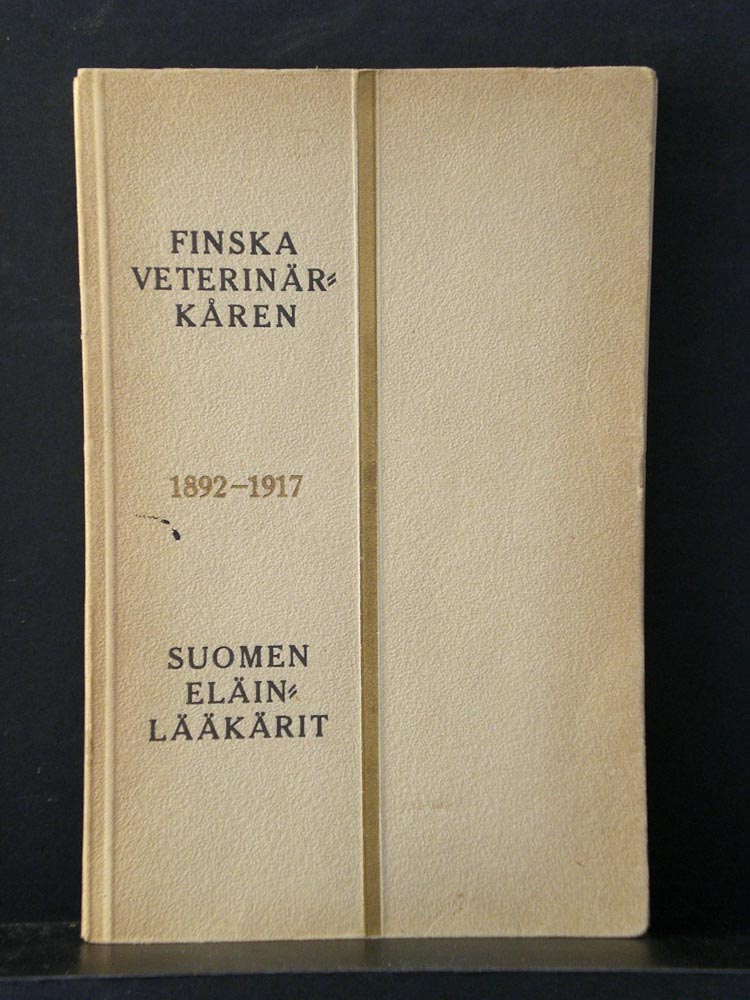 FINSKA
VETERINÄR⸗
KÅREN
1892–1917
SUOMEN
ELÄIN⸗
LÄÄKÄRIT